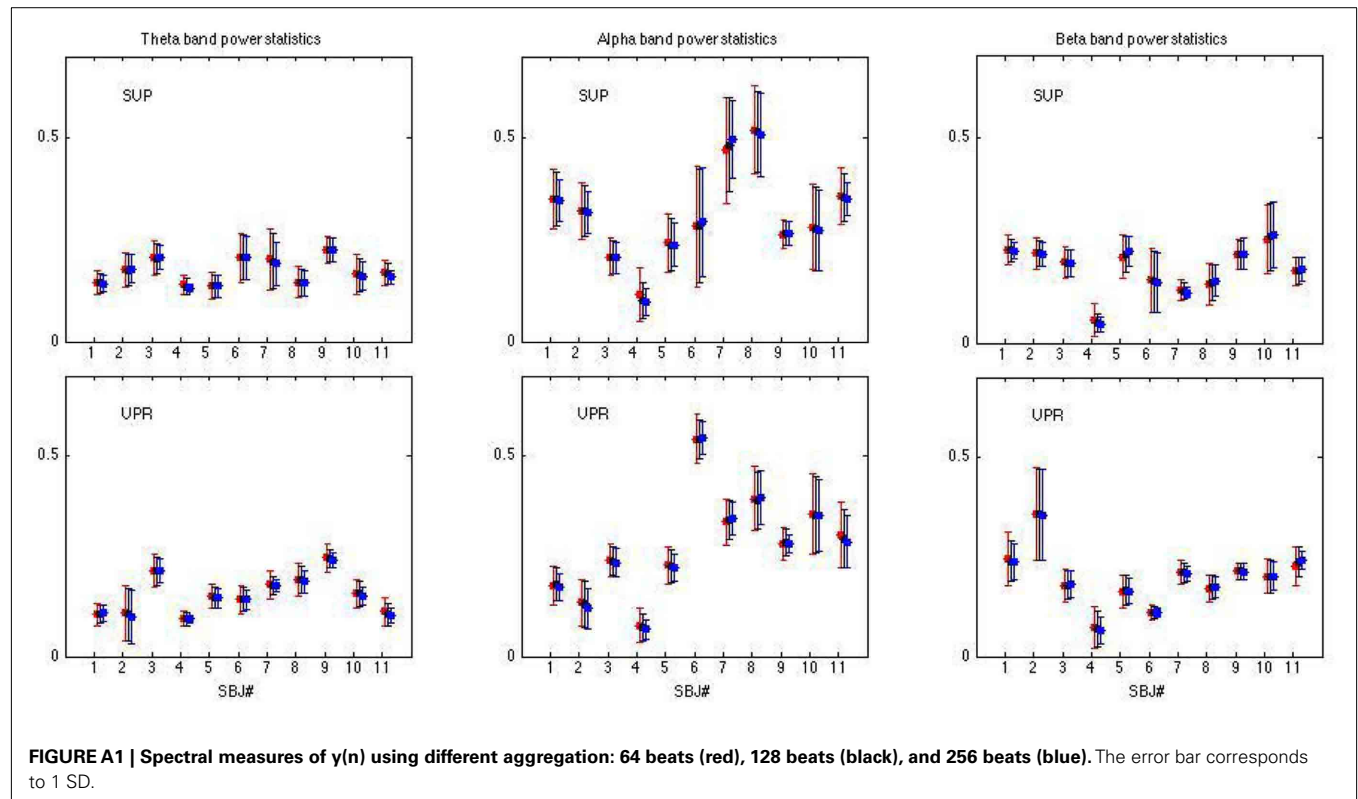 Theta band power statistics
Alpha band power statistics
Beta band power statistics
SUP
0.5
0
1 2 3 4 5 6 7 8 9 10 11
SUP
0.5
0
1 2 3 4 5 6 7 8 9 10 11
SUP
0.5
0
1 2 3 4 5 6 7 8 9 10 11
UPR
0.5
0
1 2 3 4 5 6 7 8 9 10 11
SBJ#
UPR
0.5
0
1 2 3 4 5 6 7 8 9 10 11
SBJ#
UPR
0.5
0
1 2 3 4 5 6 7 8 9 10 11
SBJ#
FIGURE A1 | Spectral measures of y(n) using different aggregation: 64 beats (red), 128 beats (black), and 256 beats (blue). The error bar corresponds
to 1 SD.